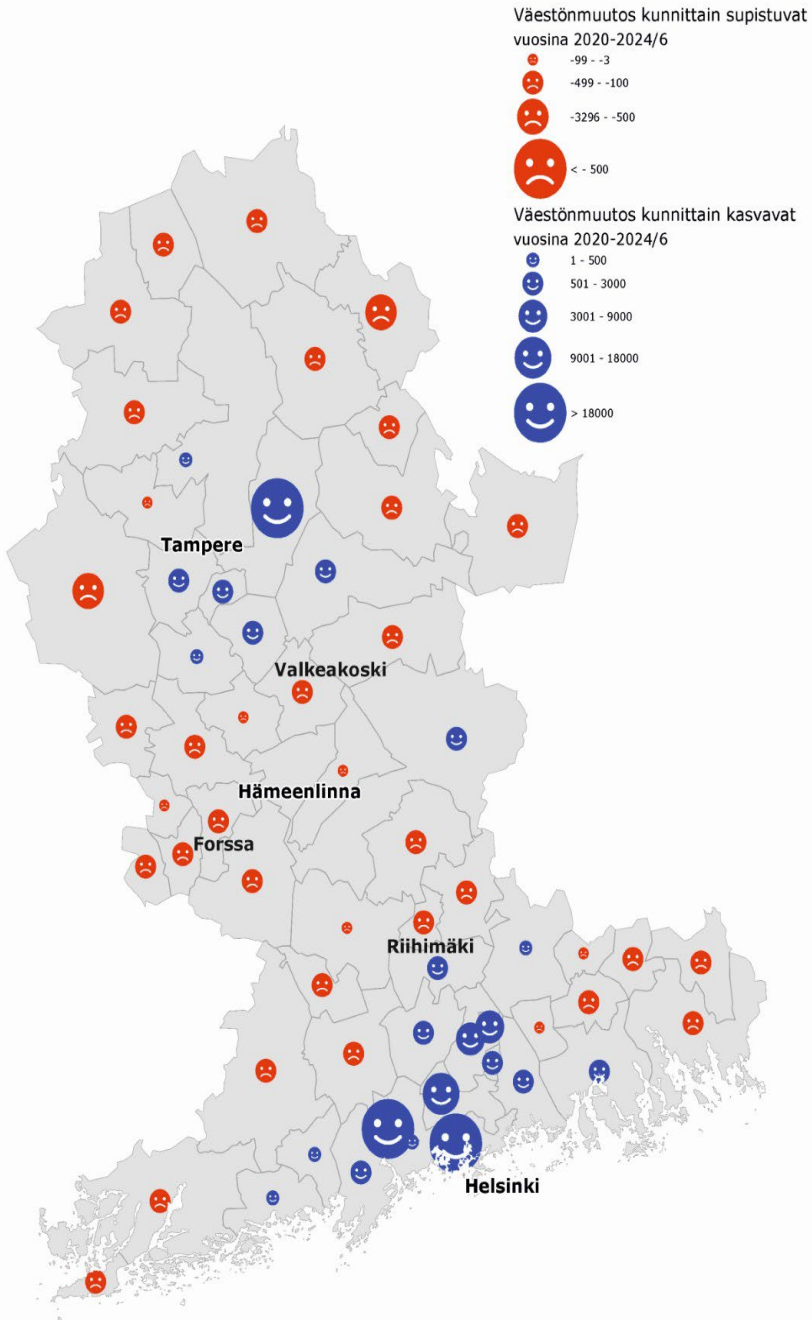 Väestönmuutos kunnittain supistuvat
vuosina 2020-2024/6
-99 - -3
-499 - -100
-3296 - -500
< - 500
Väestönmuutos kunnittain kasvavat
vuosina 2020-2024/6
1 - 500
501 - 3000
3001 - 9000
9001 - 18000
> 18000
Tampere
Valkeakoski
Hämeenlinna
Forssa
Riihimäki
Helsinki